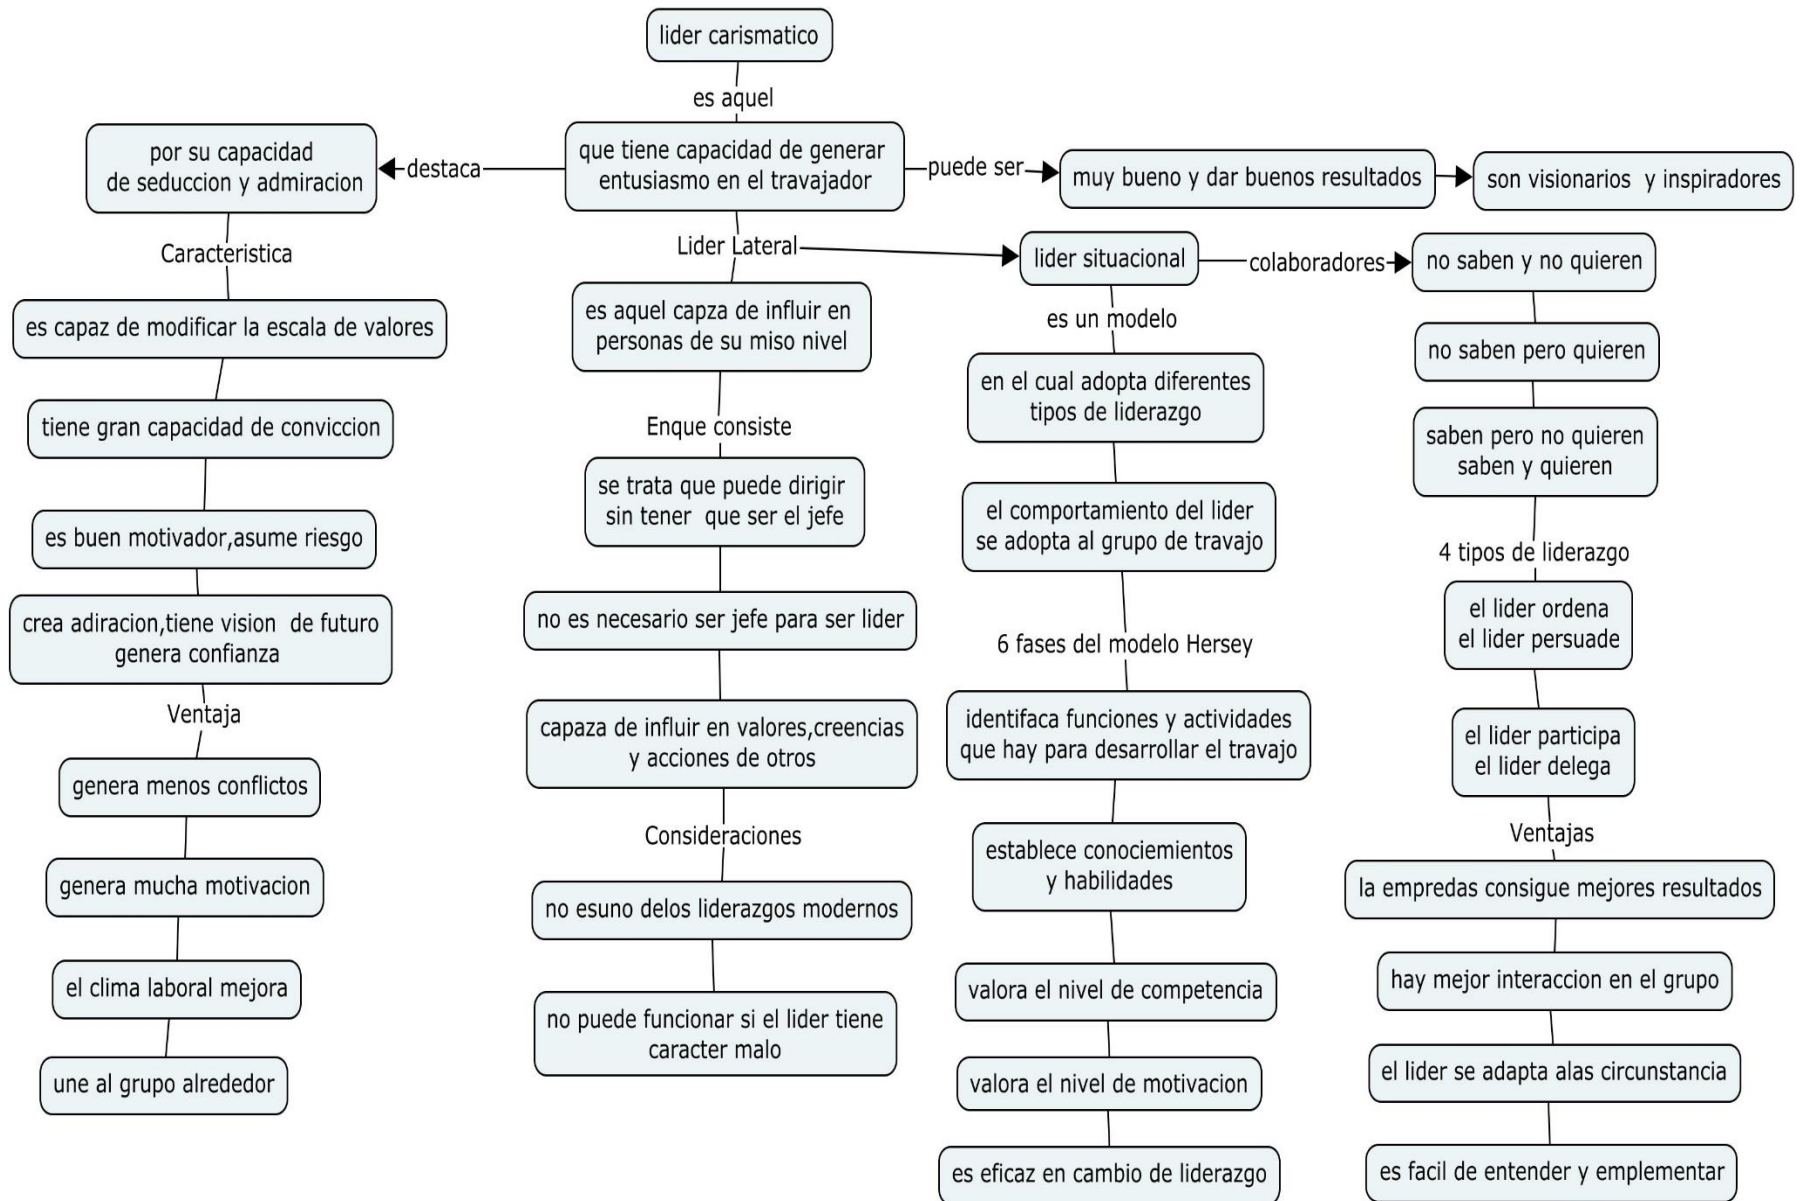 lider carismatico
es aquel
que tiene capacidad de generar
entusiasmo en el travajador
destaca
por su capacidad
de seduccion y admiracion
Caracteristica
es capaz de modificar la escala de valores
tiene gran capacidad de conviccion
es buen motivador,asume riesgo
crea adiracion,tiene vision de futuro
genera confianza
Ventaja
genera menos conflictos
genera mucha motivacion
el clima laboral mejora
une al grupo alrededor
puede ser
muy bueno y dar buenos resultados
son visionarios y inspiradores
Lider Lateral
es aquel capza de influir en
personas de su miso nivel
Enque consiste
se trata que puede dirigir
sin tener que ser el jefe
no es necesario ser jefe para ser lider
capaza de influir en valores,creencias
y acciones de otros
Consideraciones
no esuno delos liderazgos modernos
no puede funcionar si el lider tiene
caracter malo
lider situacional
es un modelo
en el cual adopta diferentes
tipos de liderazgo
el comportamiento del lider
se adopta al grupo de travajo
6 fases del modelo Hersey
identifaca funciones y actividades
que hay para desarrollar el travajo
establece conociemientos
y habilidades
valora el nivel de competencia
valora el nivel de motivacion
es eficaz en cambio de liderazgo
colaboradores
no saben y no quieren
no saben pero quieren
saben pero no quieren
saben y quieren
4 tipos de liderazgo
el lider ordena
el lider persuade
el lider participa
el lider delega
Ventajas
la empredas consigue mejores resultados
hay mejor interaccion en el grupo
el lider se adapta alas circunstancia
es facil de entender y emplementar